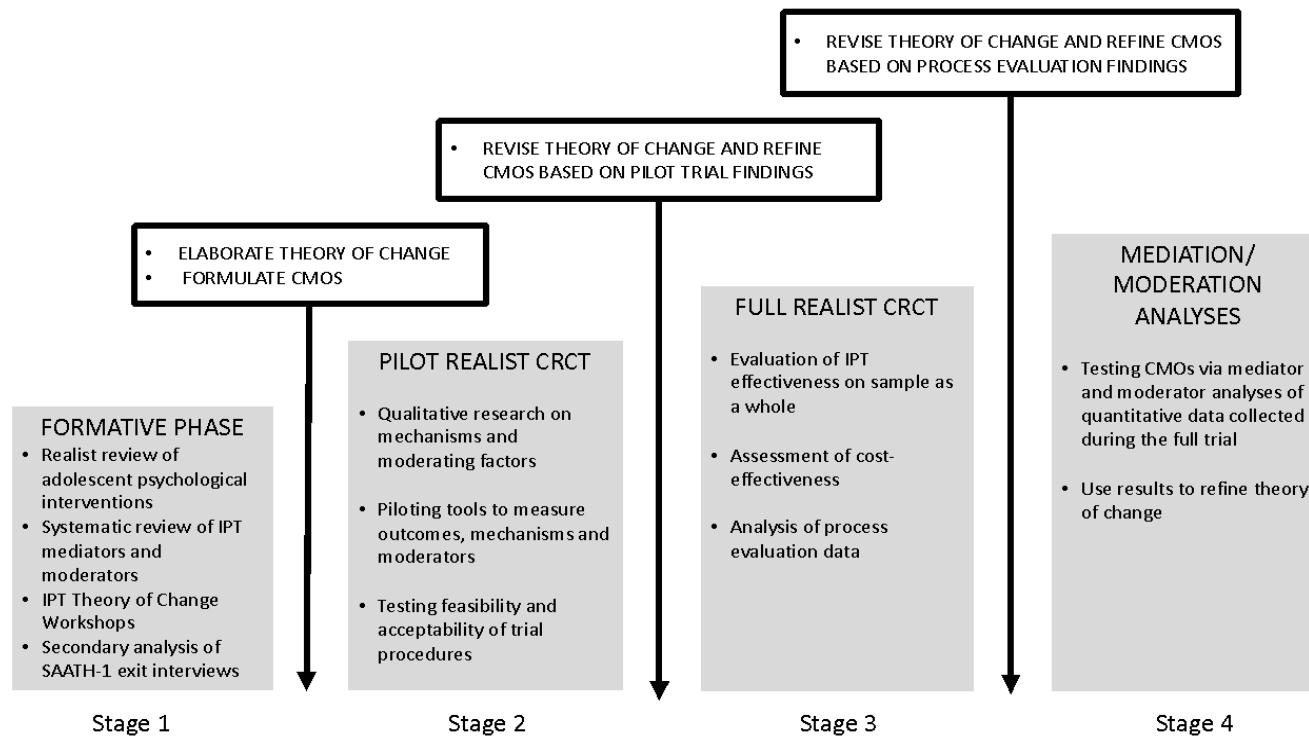 • REVISE THEORY OF CHANGE AND REFINE CMOS
BASED ON PROCESS EVALUATION FINDINGS
• REVISE THEORY OF CHANGE AND REFINE
CMOS BASED ON PILOT TRIAL FINDINGS
• ELABORATE THEORY OF CHANGE
• FORMULATE CMOS
FORMATIVE PHASE
• Realist review of
adolescent psychological
interventions
• Systematic review of IPT
mediators and
moderators
• IPT Theory of Change
Workshops
• Secondary analysis of
SAATH-1 exit interviews
PILOT REALIST CRCT
• Qualitative research on
mechanisms and
moderating factors
• Piloting tools to measure
outcomes, mechanisms and
moderators
• Testing feasibility and
acceptability of trial
procedures
FULL REALIST CRCT
• Evaluation of IPT
effectiveness on sample as
a whole
• Assessment of cost-
effectiveness
• Analysis of process
evaluation data
MEDIATION/
MODERATION
ANALYSES
• Testing CMOs via mediator
and moderator analyses of
quantitative data collected
during the full trial
• Use results to refine theory
of change
Stage 1
Stage 2
Stage 3
Stage 4